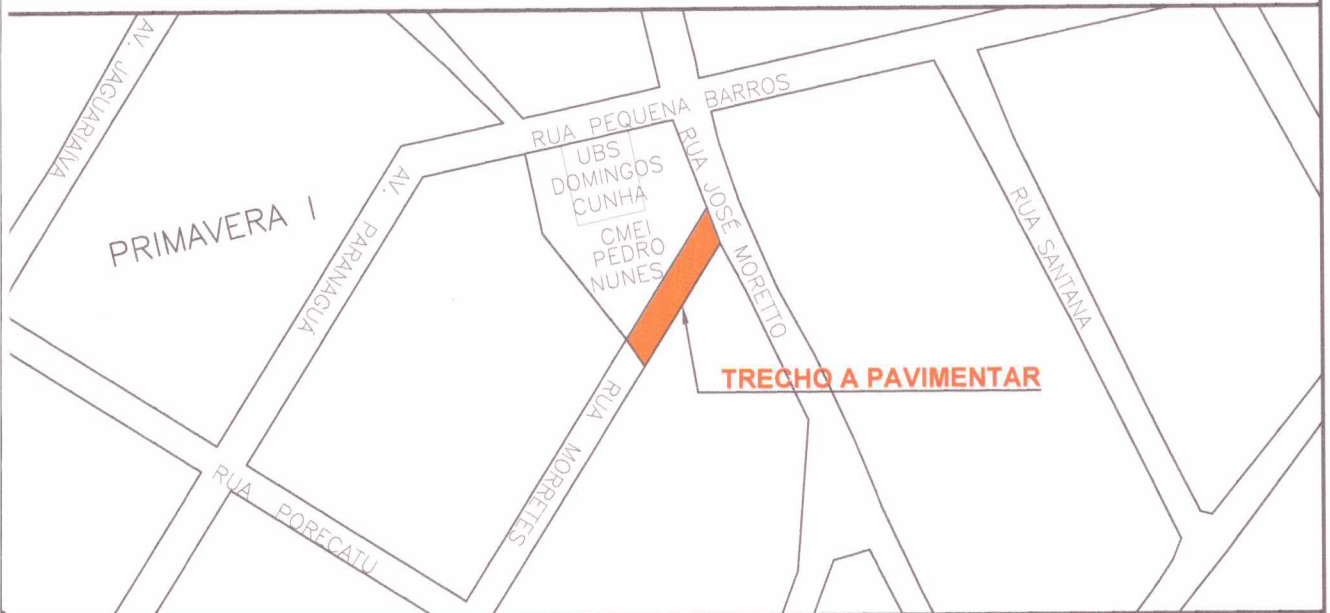 AV. JAGUARIAÍVA
RUA PEQUENA BARROS
UBS
DOMINGOS
CUNHA
CMEI
PEDRO
NUNES
RUA JOSÉ MORETTO
RUA SANTANA
PRIMAVERA I
AV. PARANAGUÁ
TRECHO A PAVIMENTAR
RUA MORRETES
RUA PORECATU